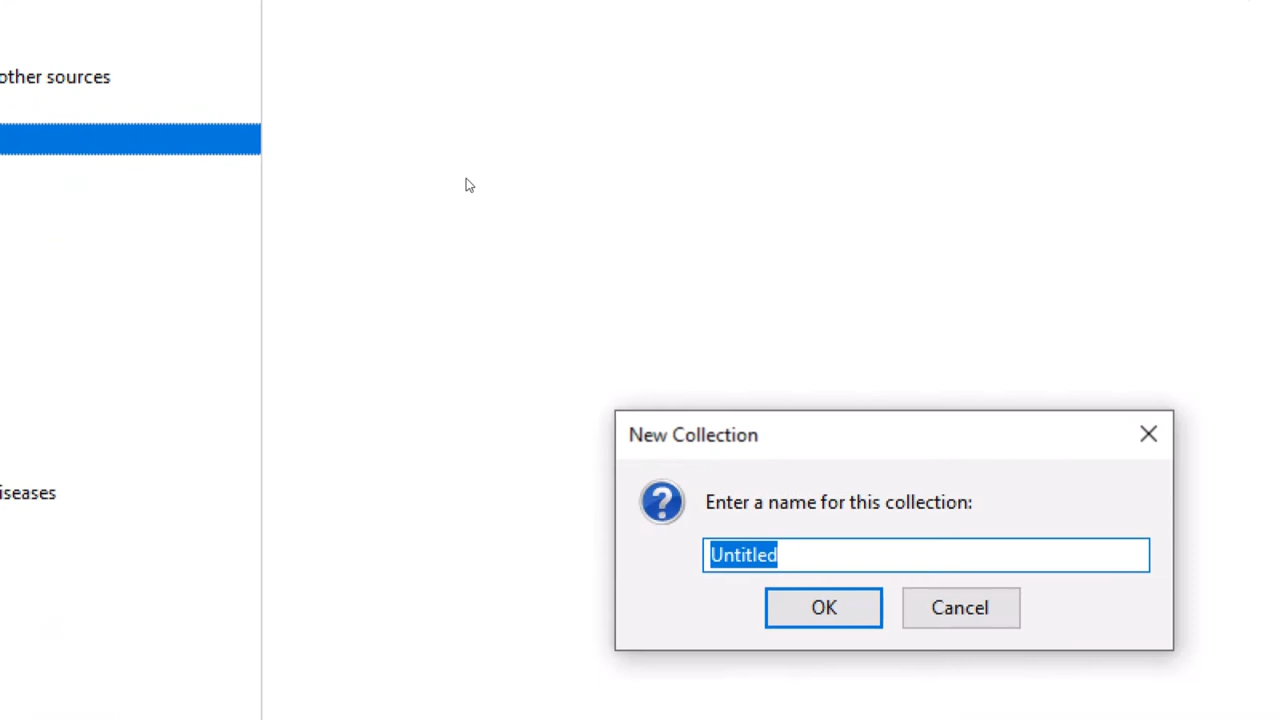 other sources
iseases
New Collection
Enter a name for this collection:
Untitled
OK
Cancel